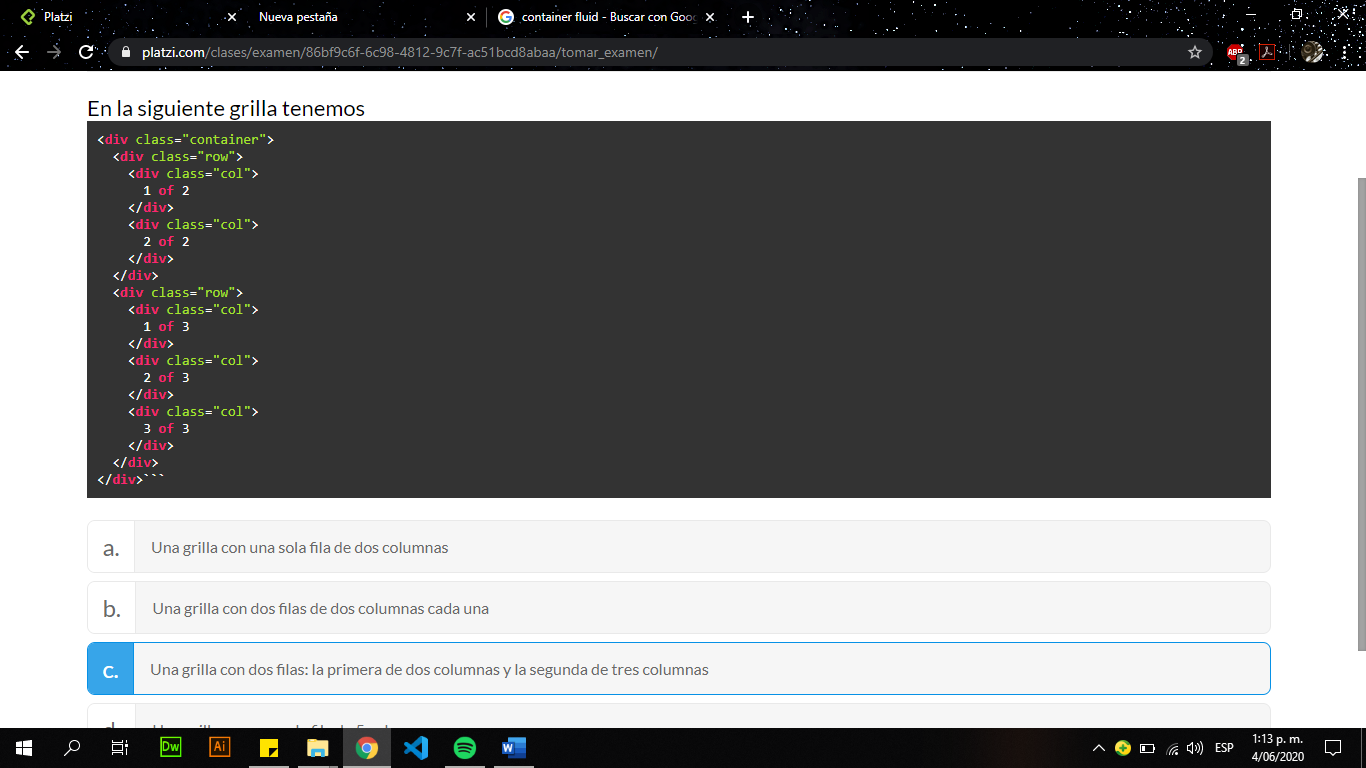 Platzi
Nueva pestaña
container fluid - Buscar con Goo
platzi.com/clases/examen/86bf9c6f-6c98-4812-9c7f-ac51bcd8abaa/tomar_examen/
ABP
2
En la siguiente grilla tenemos
<div class="container">
  <div class="row">
    <div class="col">
      1 of 2
    </div>
    <div class="col">
      2 of 2
    </div>
  </div>
  <div class="row">
    <div class="col">
      1 of 3
    </div>
    <div class="col">
      2 of 3
    </div>
    <div class="col">
      3 of 3
    </div>
  </div>
</div>```
a. Una grilla con una sola fila de dos columnas
b. Una grilla con dos filas de dos columnas cada una
c. Una grilla con dos filas: la primera de dos columnas y la segunda de tres columnas
Dw
Ai
W
ESP
1:13 p. m.
4/06/2020